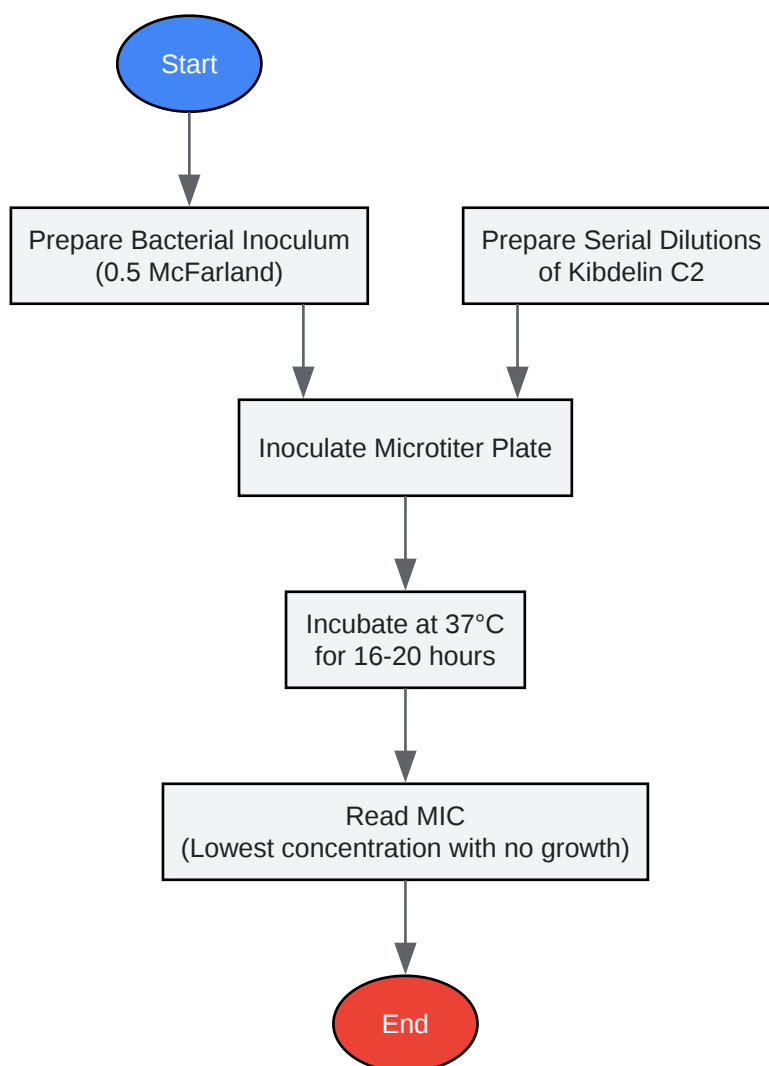 Start
Prepare Bacterial Inoculum
(0.5 McFarland)
Prepare Serial Dilutions
of Kibdelin C2
Inoculate Microtiter Plate
Incubate at 37°C
for 16-20 hours
Read MIC
(Lowest concentration with no growth)
End